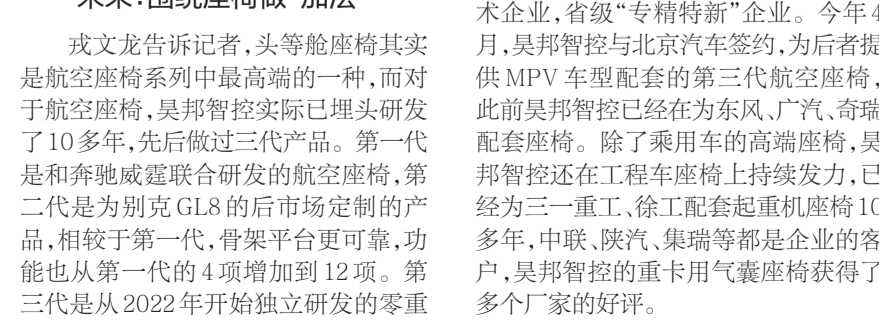 未来：围绕座椅做“加法”
戎文龙告诉记者，头等舱座椅其实
是航空座椅系列中最高端的一种，而对
于航空座椅，昊邦智控实际已埋头研发
了10多年，先后做过三代产品。第一代
是和奔驰威霆联合研发的航空座椅，第
二代是为别克GL8的后市场定制的产
品，相较于第一代，骨架平台更可靠，功
能也从第一代的4项增加到12项。第
三代是从2022年开始独立研发的零重
术企业，省级“专精特新”企业。今年4
月，昊邦智控与北京汽车签约，为后者提
供MPV车型配套的第三代航空座椅，
此前昊邦智控已经在为东风、广汽、奇瑞
配套座椅。除了乘用车的高端座椅，昊
邦智控还在工程车座椅上持续发力，已
经为三一重工、徐工配套起重机座椅10
多年，中联、陕汽、集瑞等都是企业的客
户，昊邦智控的重卡用气囊座椅获得了
多个厂家的好评。